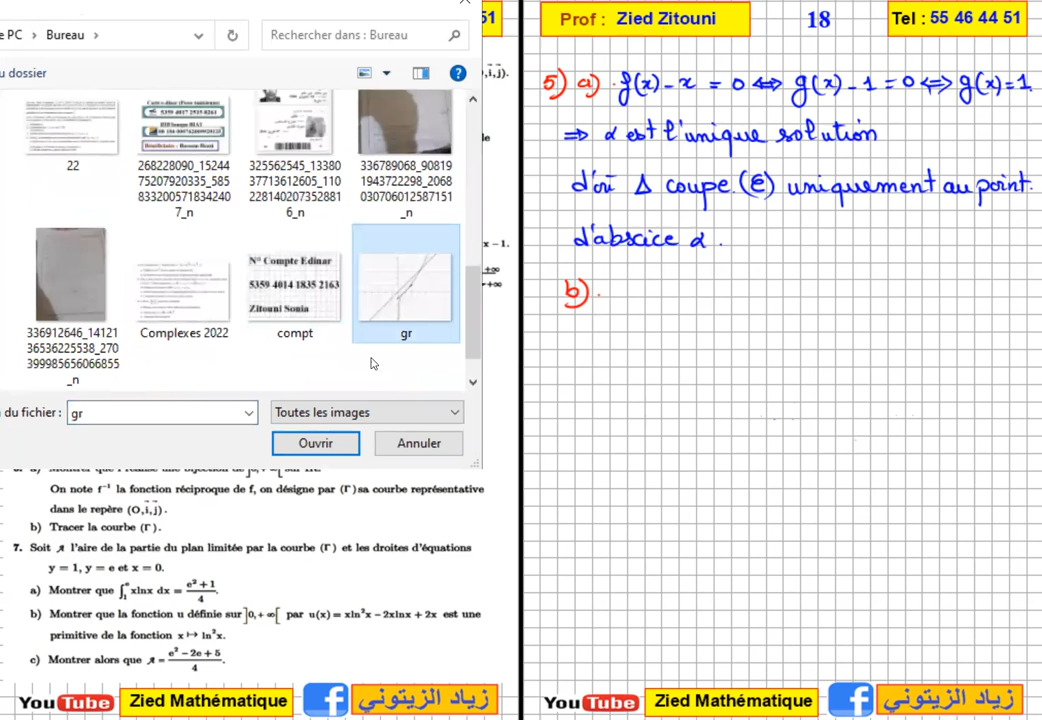 51
e PC > Bureau >
Rechercher dans : Bureau
u dossier
22
268228090_15244
75207920335_585
833200571834240
7_n
325562545_13380
37713612605_110
228140207352881
6_n
336789068_90819
1943722298_2068
030706012587151
_n
336912646_14121
36536225538_270
399985656066855
_n
Complexes 2022
N° Compte Edinar
5359 4014 1835 2163
Zitouni Sonia
compt
gr
du fichier : gr
Toutes les images
Ouvrir
Annuler
,i,j).
le
x − 1.
+∞
+∞
On note f⁻¹ la fonction réciproque de f, on désigne par (Γ) sa courbe représentative
dans le repère (O,i,j).
b) Tracer la courbe (Γ).
7. Soit 𝒜 l'aire de la partie du plan limitée par la courbe (Γ) et les droites d'équations
y = 1, y = e et x = 0.
a) Montrer que ∫₁ᵉ xlnx dx = (e² + 1)/4.
b) Montrer que la fonction u définie sur ]0, + ∞[ par u(x) = xln²x − 2xlnx + 2x est une
primitive de la fonction x ↦ ln²x.
c) Montrer alors que 𝒜 = (e² − 2e + 5)/4.
YouTube Zied Mathématique f زياد الزيتوني
Prof : Zied Zitouni 18 Tel : 55 46 44 51
5) a) . f(x) − x = 0 ⇔ g(x) − 1 = 0 ⇔ g(x) = 1
⇒ α est l'unique solution
d'où Δ coupe (ℰ) uniquement au point
d'abscice α .
b) .
YouTube Zied Mathématique f زياد الزيتوني